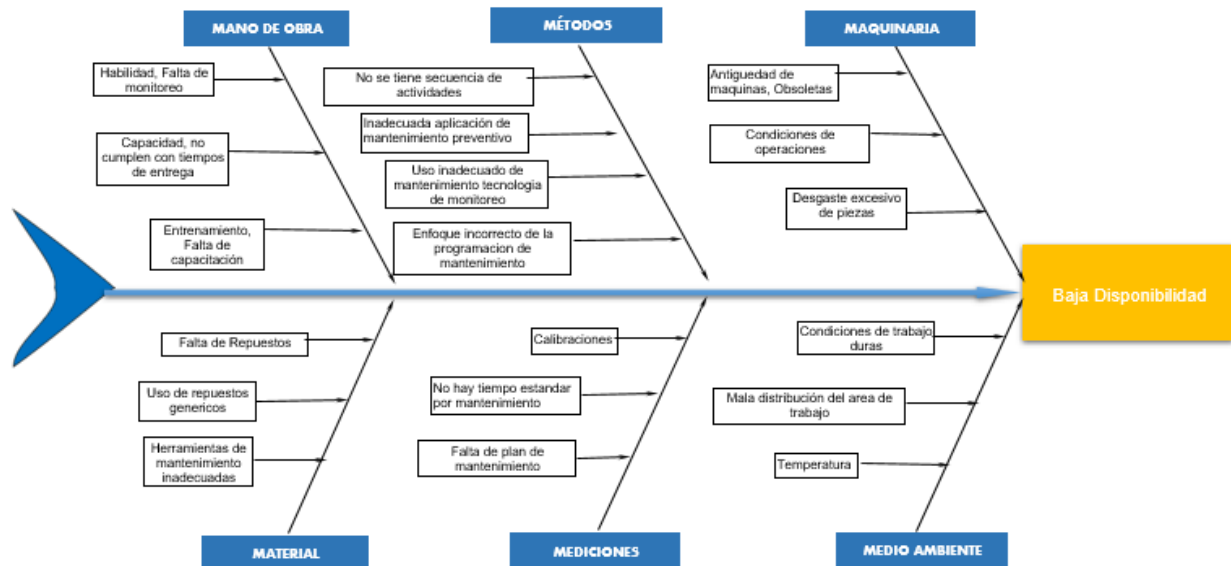 MANO DE OBRA
MÉTODOS
MAQUINARIA
Habilidad, Falta de
monitoreo
Capacidad, no
cumplen con tiempos
de entrega
Entrenamiento,
Falta de
capacitación
No se tiene secuencia de
actividades
Inadecuada aplicación de
mantenimiento preventivo
Uso inadecuado de
mantenimiento tecnologia
de monitoreo
Enfoque incorrecto de la
programacion de
mantenimiento
Antiguedad de
maquinas, Obsoletas
Condiciones de
operaciones
Desgaste excesivo
de piezas
Baja Disponibilidad
Falta de Repuestos
Uso de repuestos
genericos
Herramientas de
mantenimiento
inadecuadas
Calibraciones
No hay tiempo estandar
por mantenimiento
Falta de plan de
mantenimiento
Condiciones de trabajo
duras
Mala distribución del area de
trabajo
Temperatura
MATERIAL
MEDICIONES
MEDIO AMBIENTE